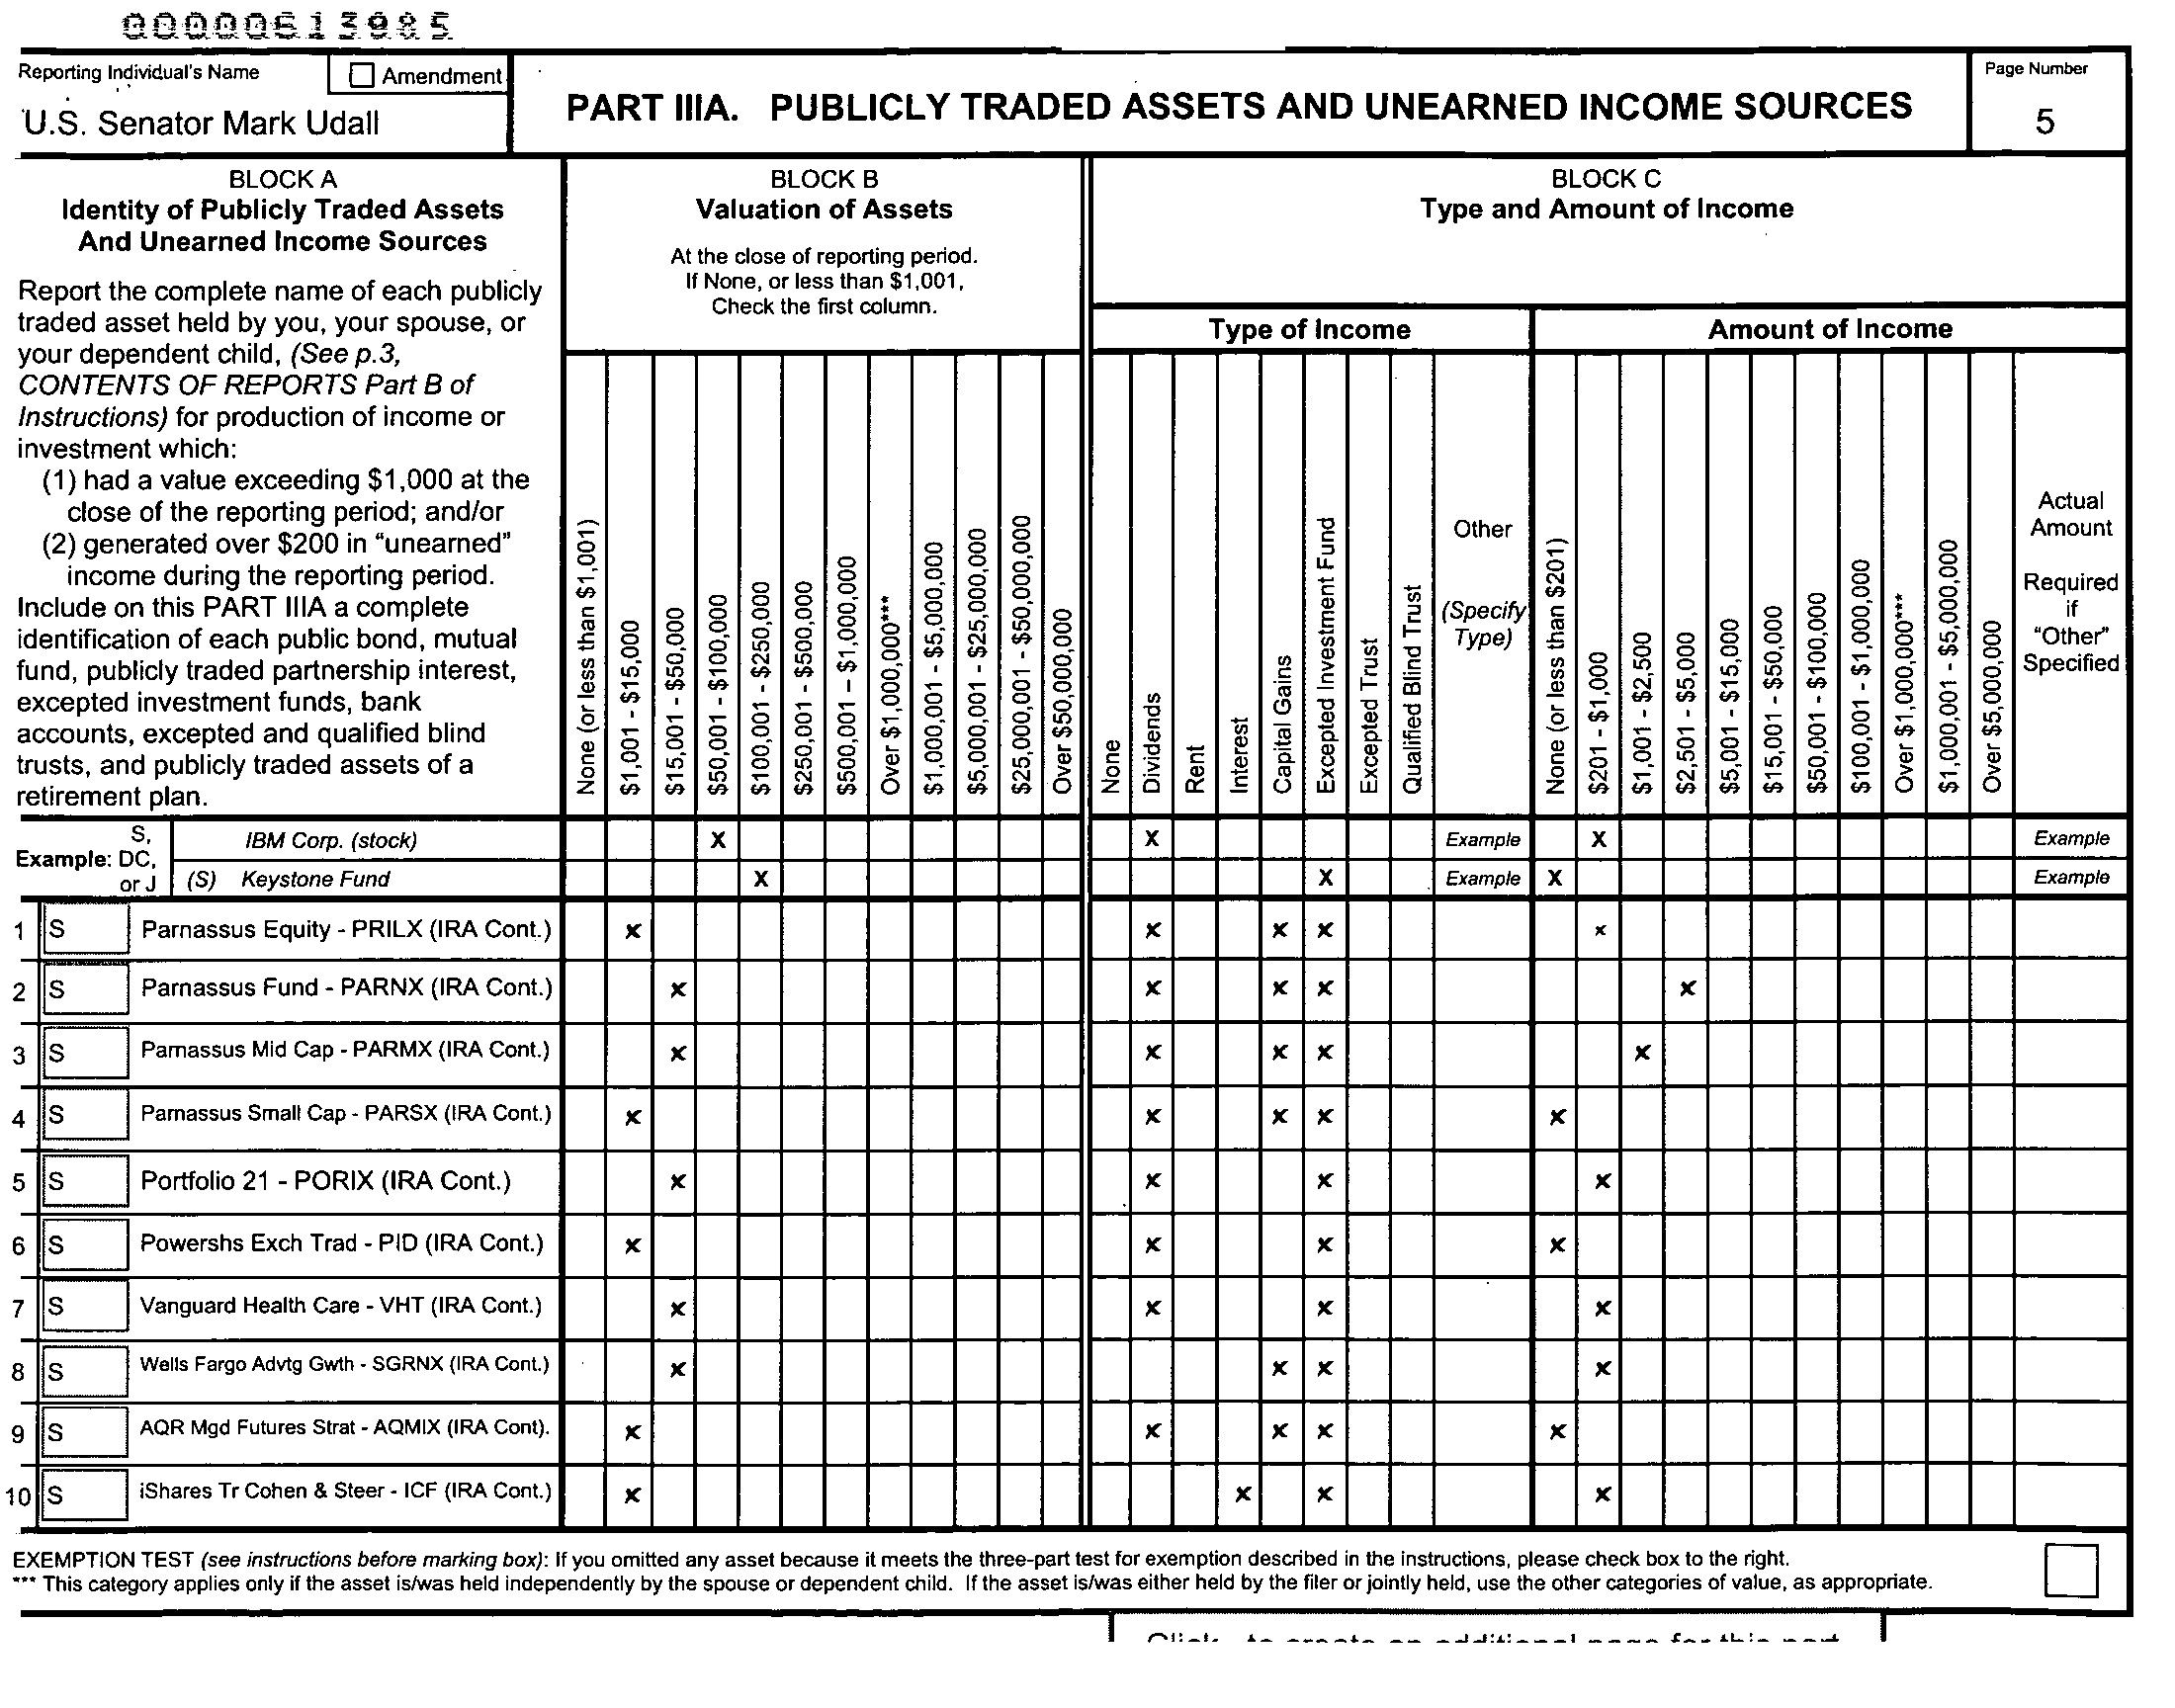 00000613985
Reporting Individual's Name
Amendment
U.S. Senator Mark Udall
PART IIIA. PUBLICLY TRADED ASSETS AND UNEARNED INCOME SOURCES
Page Number
5
BLOCK A
Identity of Publicly Traded Assets
And Unearned Income Sources
Report the complete name of each publicly
traded asset held by you, your spouse, or
your dependent child, (See p.3,
CONTENTS OF REPORTS Part B of
Instructions) for production of income or
investment which:
(1) had a value exceeding $1,000 at the
close of the reporting period; and/or
(2) generated over $200 in “unearned”
income during the reporting period.
Include on this PART IIIA a complete
identification of each public bond, mutual
fund, publicly traded partnership interest,
excepted investment funds, bank
accounts, excepted and qualified blind
trusts, and publicly traded assets of a
retirement plan.
BLOCK B
Valuation of Assets
At the close of reporting period.
If None, or less than $1,001,
Check the first column.
None (or less than $1,001)
$1,001 - $15,000
$15,001 - $50,000
$50,001 - $100,000
$100,001 - $250,000
$250,001 - $500,000
$500,001 – $1,000,000
Over $1,000,000***
$1,000,001 - $5,000,000
$5,000,001 - $25,000,000
$25,000,001 - $50,000,000
Over $50,000,000
BLOCK C
Type and Amount of Income
Type of Income
None
Dividends
Rent
Interest
Capital Gains
Excepted Investment Fund
Excepted Trust
Qualified Blind Trust
Other
(Specify
Type)
Amount of Income
None (or less than $201)
$201 - $1,000
$1,001 - $2,500
$2,501 - $5,000
$5,001 - $15,000
$15,001 - $50,000
$50,001 - $100,000
$100,001 - $1,000,000
Over $1,000,000***
$1,000,001 - $5,000,000
Over $5,000,000
Actual
Amount
Required
if
“Other”
Specified
Example: S,
DC,
or J
IBM Corp. (stock) X X Example X Example
(S) Keystone Fund X X Example X Example
1 S Parnassus Equity - PRILX (IRA Cont.) x x x x x
2 S Parnassus Fund - PARNX (IRA Cont.) x x x x x
3 S Parnassus Mid Cap - PARMX (IRA Cont.) x x x x x
4 S Parnassus Small Cap - PARSX (IRA Cont.) x x x x x
5 S Portfolio 21 - PORIX (IRA Cont.) x x x x
6 S Powershs Exch Trad - PID (IRA Cont.) x x x x
7 S Vanguard Health Care - VHT (IRA Cont.) x x x x
8 S Wells Fargo Advtg Gwth - SGRNX (IRA Cont.) x x x x
9 S AQR Mgd Futures Strat - AQMIX (IRA Cont). x x x x x
10 S iShares Tr Cohen & Steer - ICF (IRA Cont.) x x x x
EXEMPTION TEST (see instructions before marking box): If you omitted any asset because it meets the three-part test for exemption described in the instructions, please check box to the right.
*** This category applies only if the asset is/was held independently by the spouse or dependent child. If the asset is/was either held by the filer or jointly held, use the other categories of value, as appropriate.